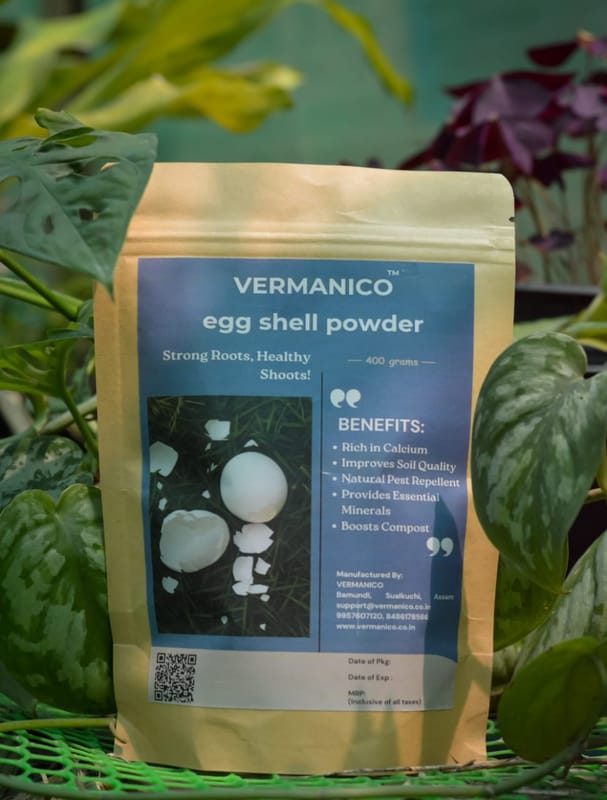 VERMANICO™
egg shell powder
Strong Roots, Healthy
Shoots!
— 400 grams —
❝
BENEFITS:
• Rich in Calcium
• Improves Soil Quality
• Natural Pest Repellent
• Provides Essential
Minerals
• Boosts Compost
❞
Manufactured By:
VERMANICO
Bamundi, Sualkuchi, Assam
support@vermanico.co.in
9957607120,
www.vermanico.co.in
Date of Pkg:
Date of Exp :
MRP:
(Inclusive of all taxes)